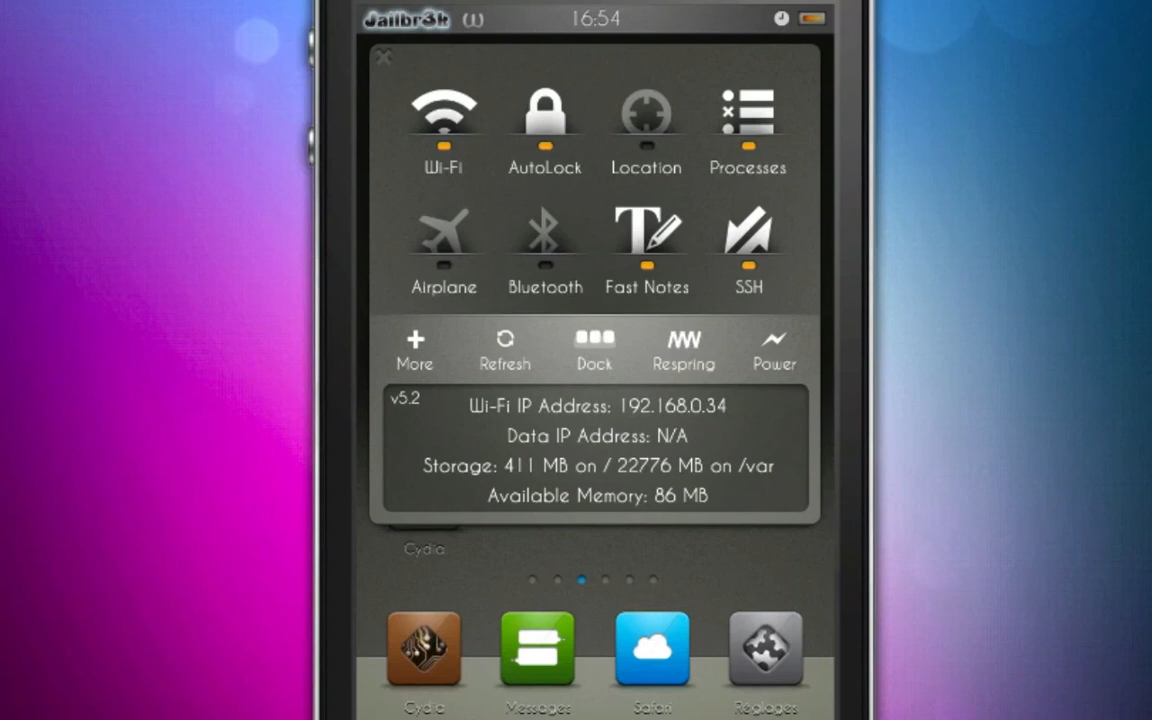 Jailbr3k 16:54
Wi-Fi AutoLock Location Processes
Airplane Bluetooth Fast Notes SSH
More Refresh Dock Respring Power
v5.2
Wi-Fi IP Address: 192.168.0.34
Data IP Address: N/A
Storage: 411 MB on / 22776 MB on /var
Available Memory: 86 MB
Cydia
Cydia Messages Safari Réglages